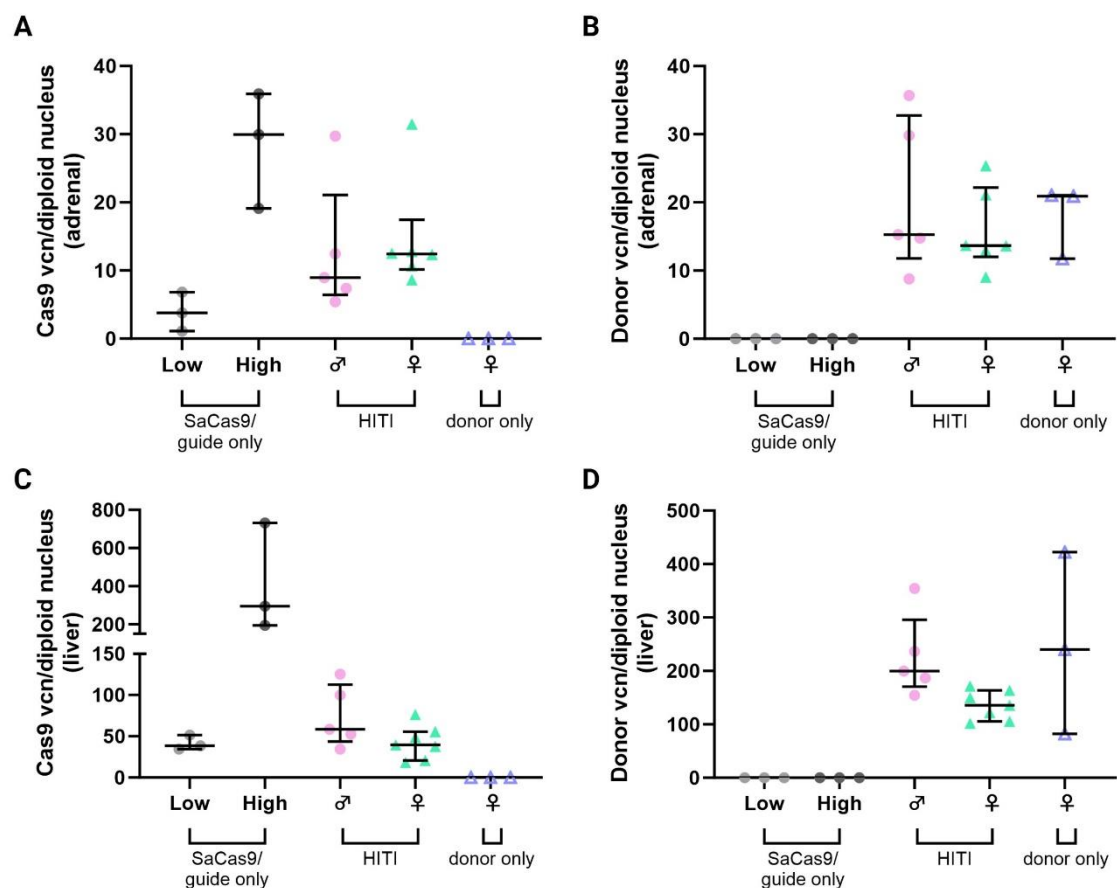 A
Cas9 vcn/diploid nucleus
(adrenal)
40
30
20
10
0
Low
High
♂
♀
♀
SaCas9/
guide only
HITI
donor only
B
Donor vcn/diploid nucleus
(adrenal)
40
30
20
10
0
Low
High
♂
♀
♀
SaCas9/
guide only
HITI
donor only
C
Cas9 vcn/diploid nucleus
(liver)
800
600
400
200
150
100
50
0
Low
High
♂
♀
♀
SaCas9/
guide only
HITI
donor only
D
Donor vcn/diploid nucleus
(liver)
500
400
300
200
100
0
Low
High
♂
♀
♀
SaCas9/
guide only
HITI
donor only